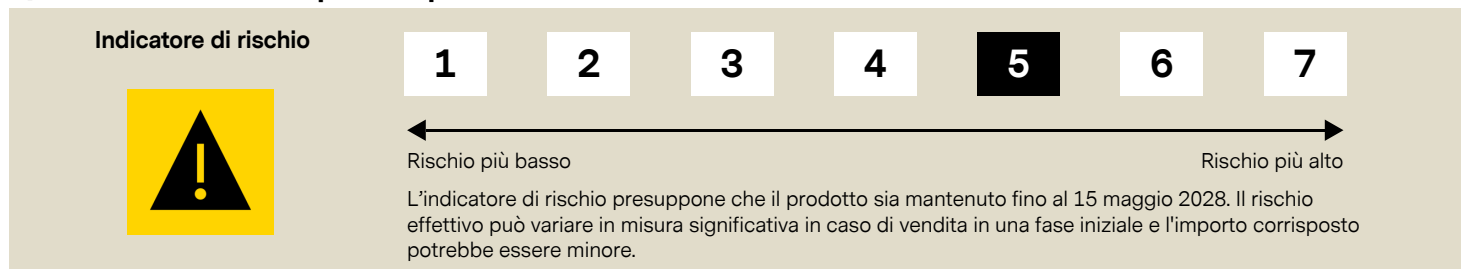 Indicatore di rischio
1 2 3 4 5 6 7
Rischio più basso
Rischio più alto
L'indicatore di rischio presuppone che il prodotto sia mantenuto fino al 15 maggio 2028. Il rischio
effettivo può variare in misura significativa in caso di vendita in una fase iniziale e l'importo corrisposto
potrebbe essere minore.